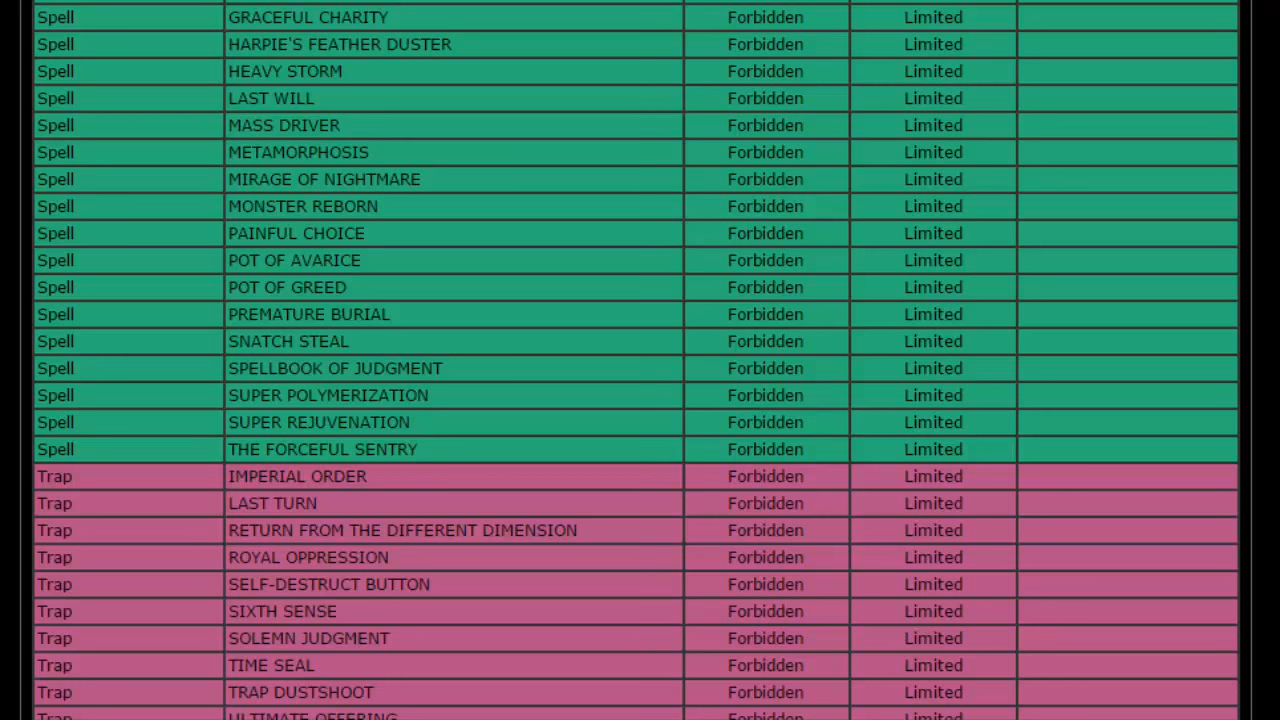 Spell GRACEFUL CHARITY Forbidden Limited
Spell HARPIE'S FEATHER DUSTER Forbidden Limited
Spell HEAVY STORM Forbidden Limited
Spell LAST WILL Forbidden Limited
Spell MASS DRIVER Forbidden Limited
Spell METAMORPHOSIS Forbidden Limited
Spell MIRAGE OF NIGHTMARE Forbidden Limited
Spell MONSTER REBORN Forbidden Limited
Spell PAINFUL CHOICE Forbidden Limited
Spell POT OF AVARICE Forbidden Limited
Spell POT OF GREED Forbidden Limited
Spell PREMATURE BURIAL Forbidden Limited
Spell SNATCH STEAL Forbidden Limited
Spell SPELLBOOK OF JUDGMENT Forbidden Limited
Spell SUPER POLYMERIZATION Forbidden Limited
Spell SUPER REJUVENATION Forbidden Limited
Spell THE FORCEFUL SENTRY Forbidden Limited
Trap IMPERIAL ORDER Forbidden Limited
Trap LAST TURN Forbidden Limited
Trap RETURN FROM THE DIFFERENT DIMENSION Forbidden Limited
Trap ROYAL OPPRESSION Forbidden Limited
Trap SELF-DESTRUCT BUTTON Forbidden Limited
Trap SIXTH SENSE Forbidden Limited
Trap SOLEMN JUDGMENT Forbidden Limited
Trap TIME SEAL Forbidden Limited
Trap TRAP DUSTSHOOT Forbidden Limited
Trap ULTIMATE OFFERING Forbidden Limited